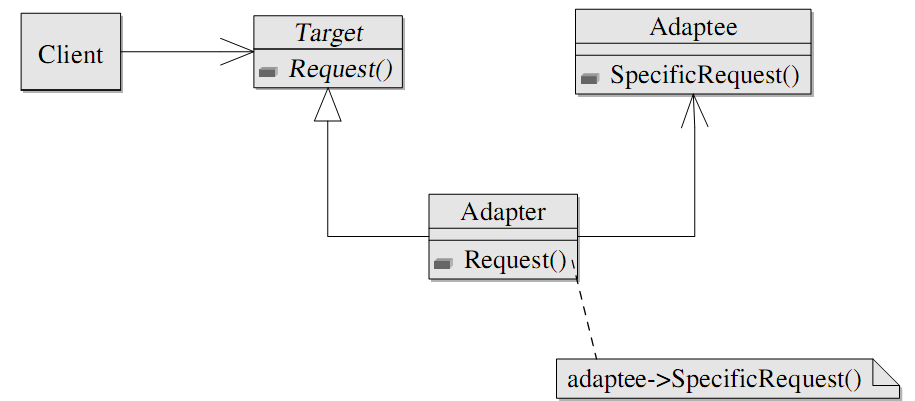 Client
Target
Request()
Adaptee
SpecificRequest()
Adapter
Request()
adaptee->SpecificRequest()